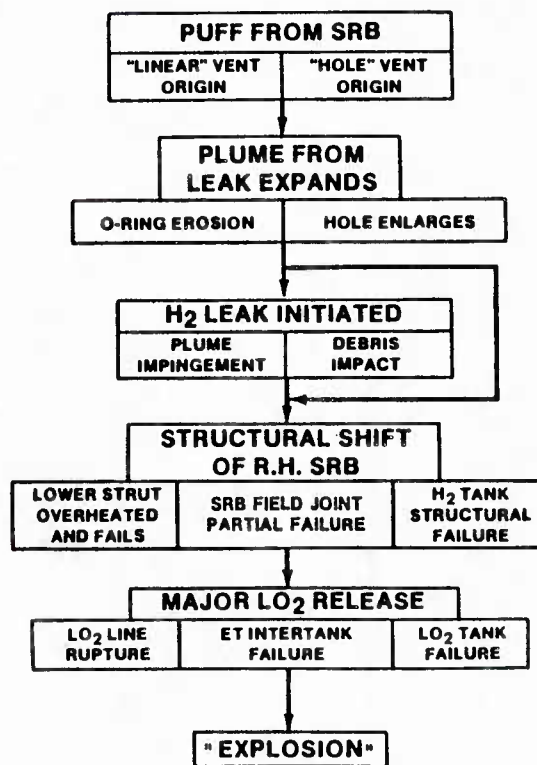 PUFF FROM SRB
"LINEAR" VENT ORIGIN
"HOLE" VENT ORIGIN
PLUME FROM
LEAK EXPANDS
O-RING EROSION
HOLE ENLARGES
H₂ LEAK INITIATED
PLUME IMPINGEMENT
DEBRIS IMPACT
STRUCTURAL SHIFT
OF R.H. SRB
LOWER STRUT
OVERHEATED
AND FAILS
SRB FIELD JOINT
PARTIAL FAILURE
H₂ TANK
STRUCTURAL
FAILURE
MAJOR LO₂ RELEASE
LO₂ LINE
RUPTURE
ET INTERTANK
FAILURE
LO₂ TANK
FAILURE
"EXPLOSION"